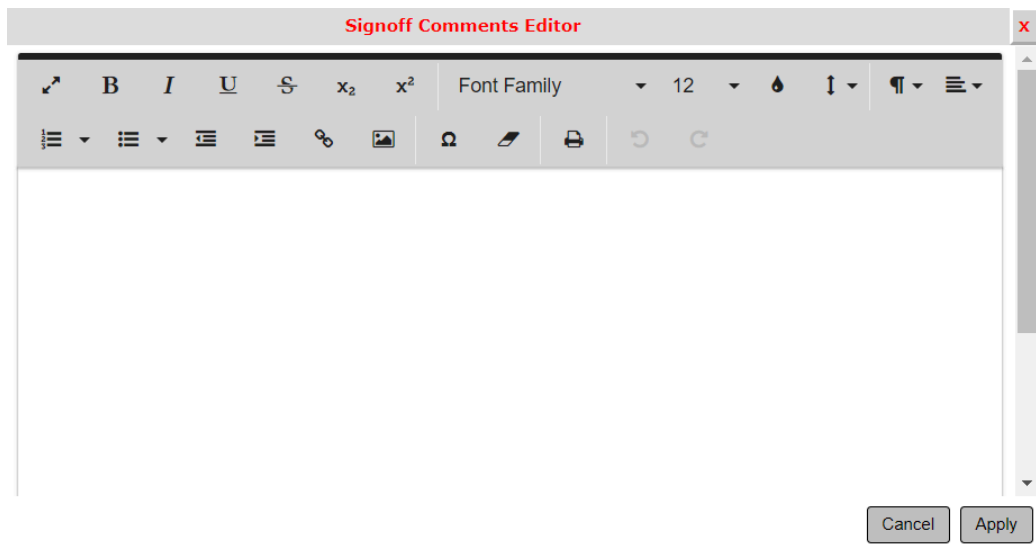 Signoff Comments Editor x
B I U S x₂ x² Font Family 12 ¶
Ω
Cancel Apply